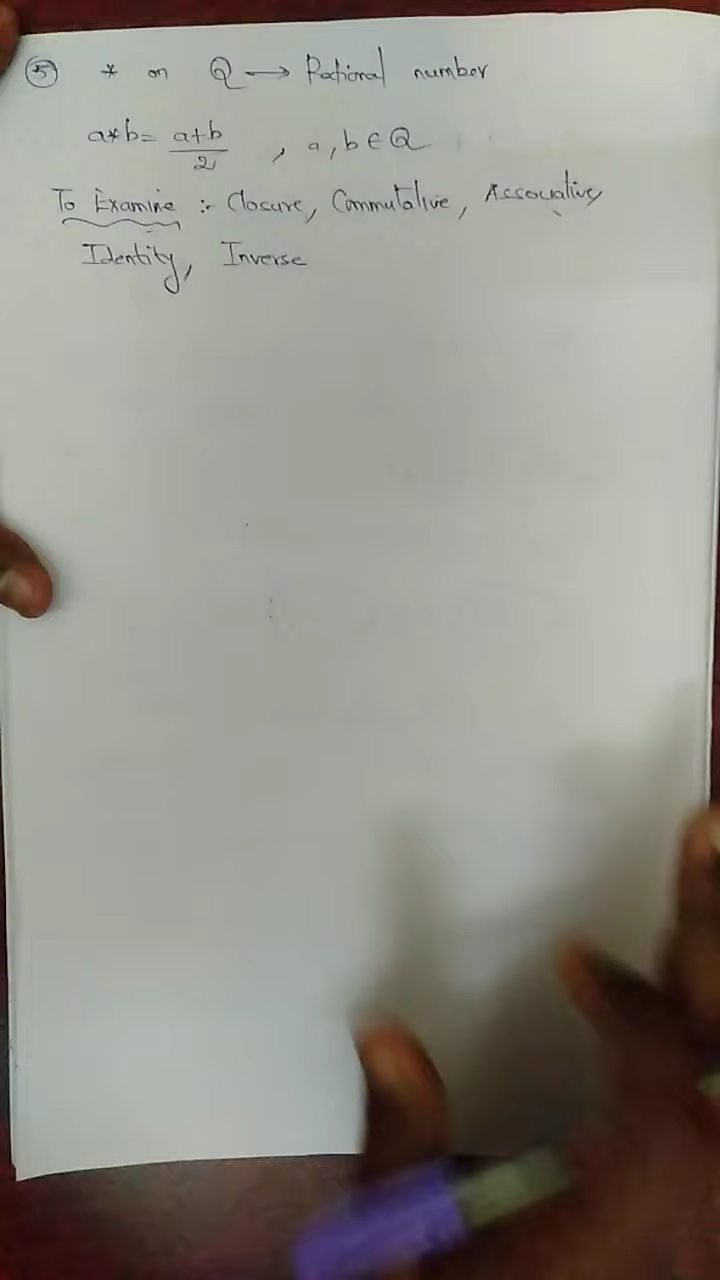 ⑤ * on Q → Rational number
a*b = a+b/2 , a, b ∈ Q
To Examine :- Closure, Commutative, Associative,
Identity, Inverse